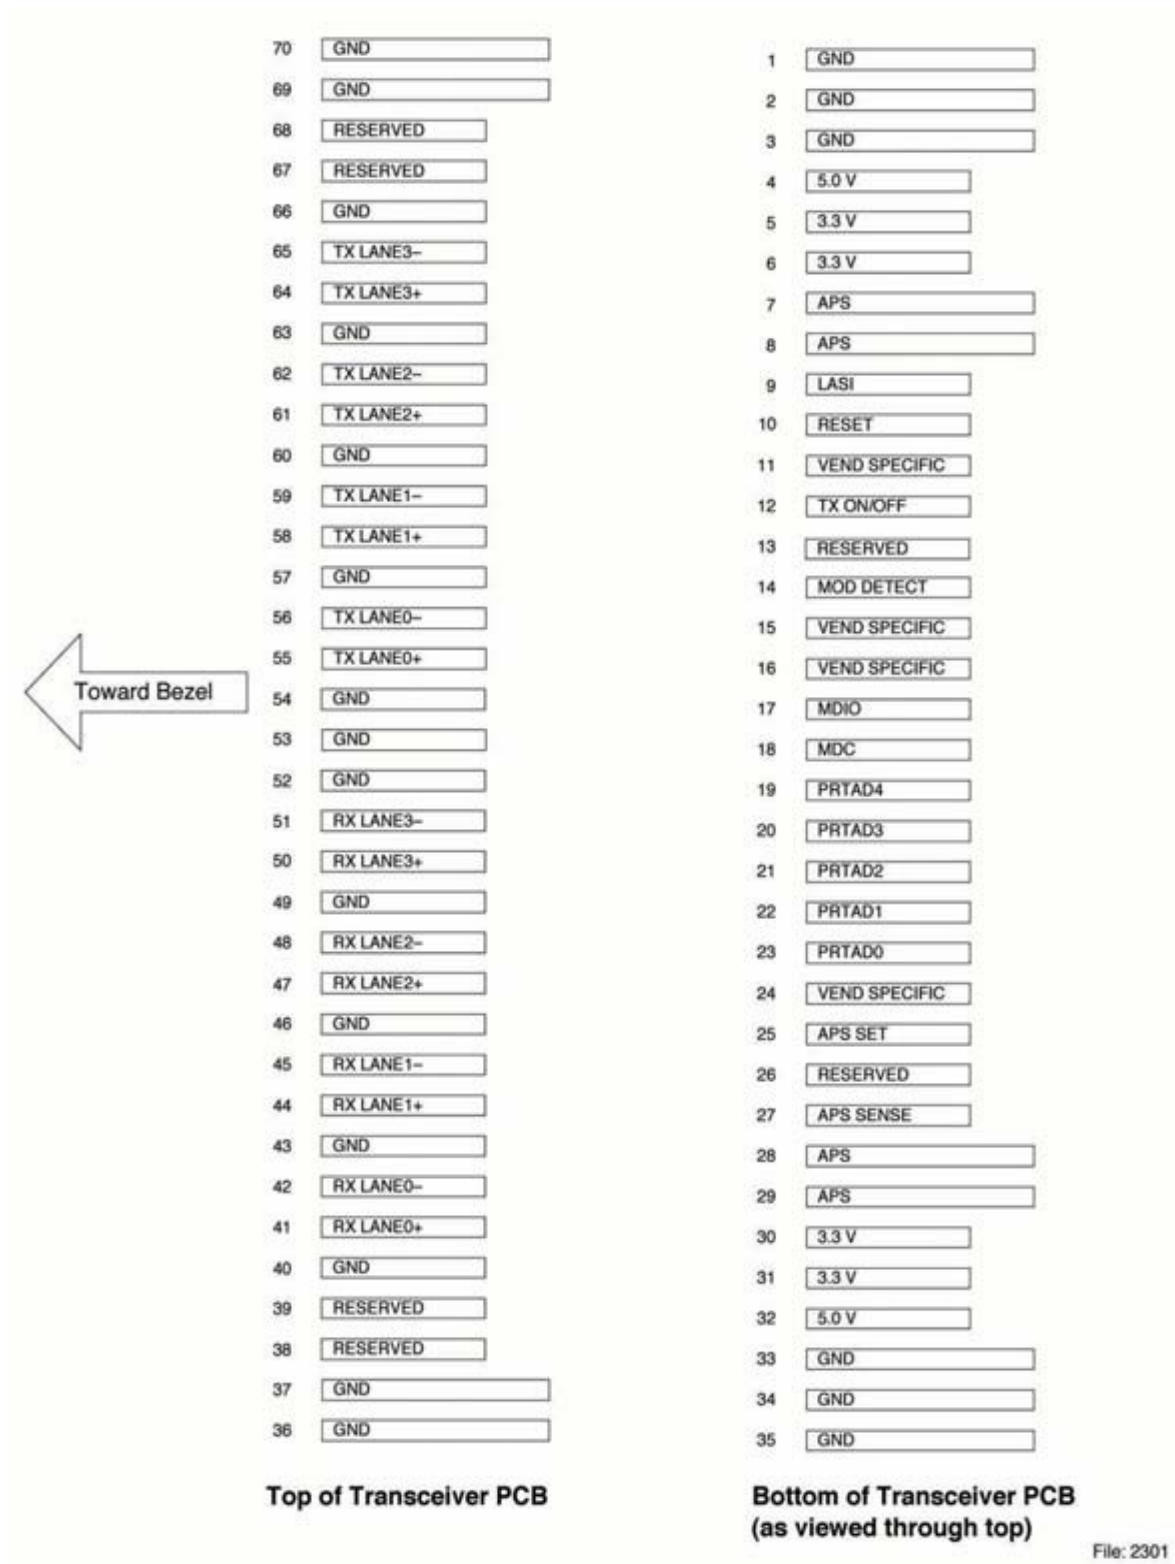 70 GND
69 GND
68 RESERVED
67 RESERVED
66 GND
65 TX LANE3–
64 TX LANE3+
63 GND
62 TX LANE2–
61 TX LANE2+
60 GND
59 TX LANE1–
58 TX LANE1+
57 GND
56 TX LANE0–
55 TX LANE0+
Toward Bezel
54 GND
53 GND
52 GND
51 RX LANE3–
50 RX LANE3+
49 GND
48 RX LANE2–
47 RX LANE2+
46 GND
45 RX LANE1–
44 RX LANE1+
43 GND
42 RX LANE0–
41 RX LANE0+
40 GND
39 RESERVED
38 RESERVED
37 GND
36 GND
Top of Transceiver PCB
1 GND
2 GND
3 GND
4 5.0 V
5 3.3 V
6 3.3 V
7 APS
8 APS
9 LASI
10 RESET
11 VEND SPECIFIC
12 TX ON/OFF
13 RESERVED
14 MOD DETECT
15 VEND SPECIFIC
16 VEND SPECIFIC
17 MDIO
18 MDC
19 PRTAD4
20 PRTAD3
21 PRTAD2
22 PRTAD1
23 PRTAD0
24 VEND SPECIFIC
25 APS SET
26 RESERVED
27 APS SENSE
28 APS
29 APS
30 3.3 V
31 3.3 V
32 5.0 V
33 GND
34 GND
35 GND
Bottom of Transceiver PCB
(as viewed through top)
File: 2301